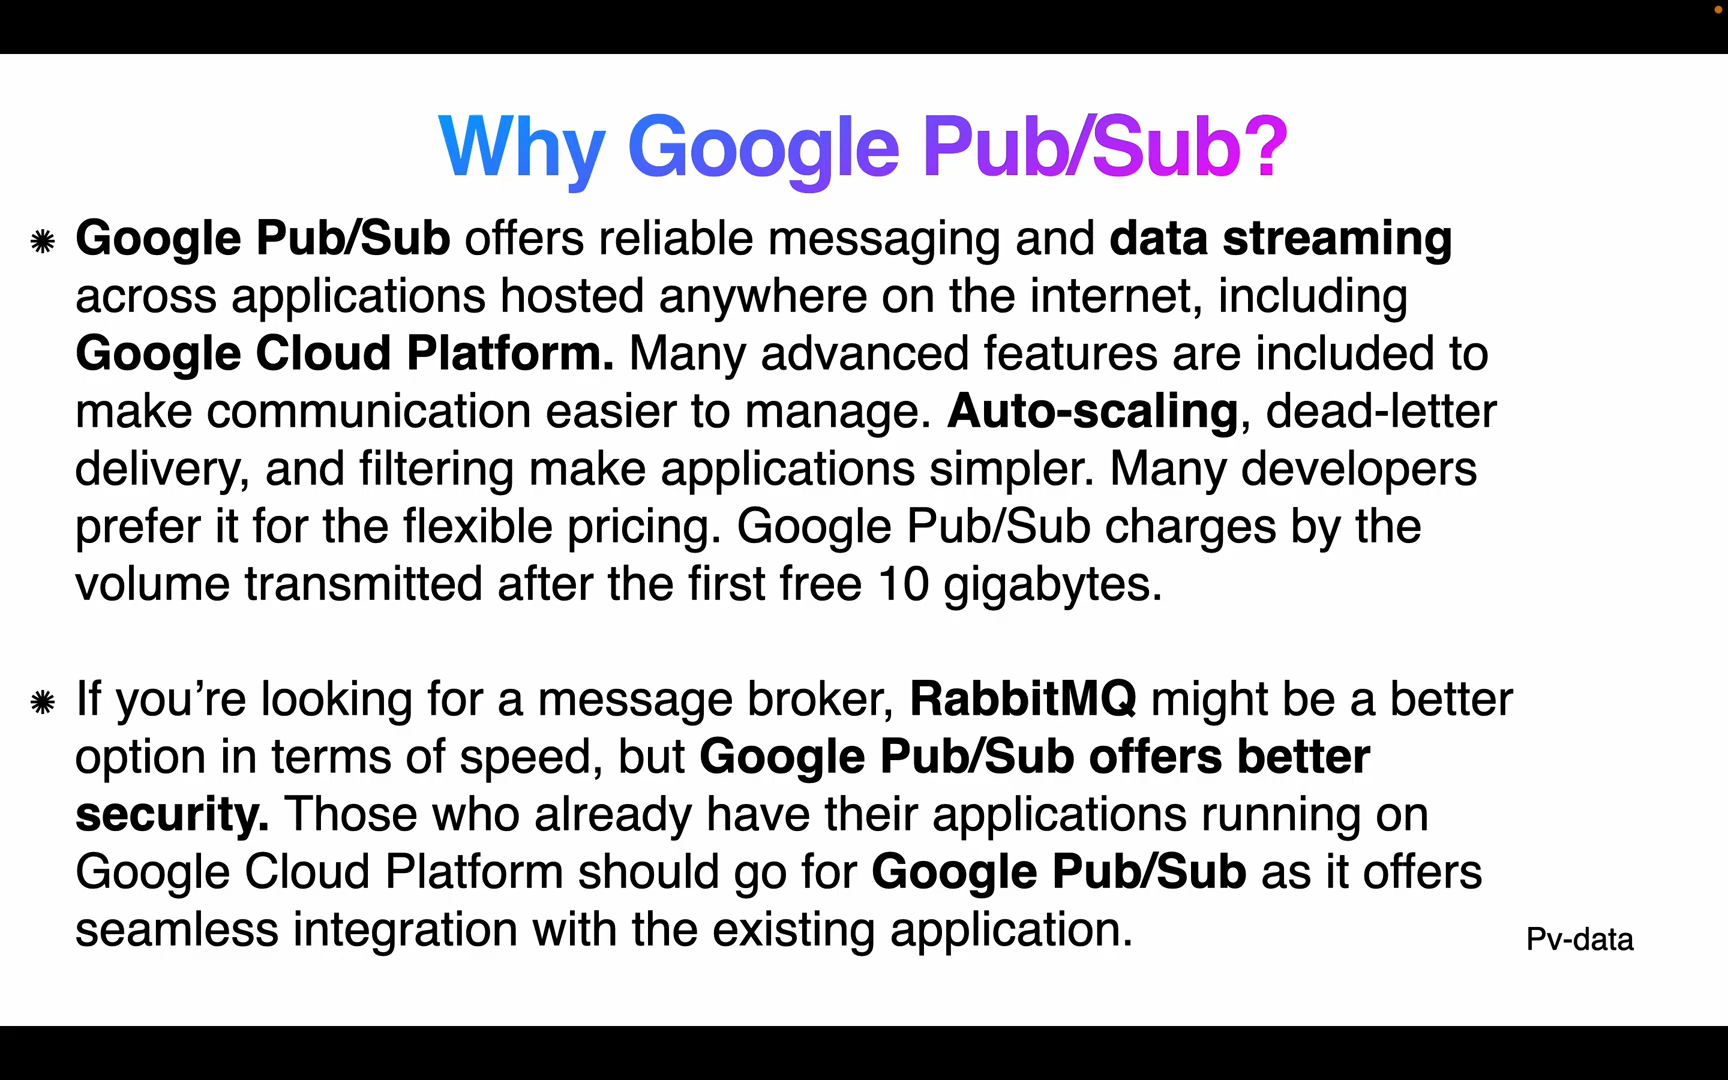 Why Google Pub/Sub?
Google Pub/Sub offers reliable messaging and data streaming
across applications hosted anywhere on the internet, including
Google Cloud Platform. Many advanced features are included to
make communication easier to manage. Auto-scaling, dead-letter
delivery, and filtering make applications simpler. Many developers
prefer it for the flexible pricing. Google Pub/Sub charges by the
volume transmitted after the first free 10 gigabytes.
If you’re looking for a message broker, RabbitMQ might be a better
option in terms of speed, but Google Pub/Sub offers better
security. Those who already have their applications running on
Google Cloud Platform should go for Google Pub/Sub as it offers
seamless integration with the existing application.
Pv-data